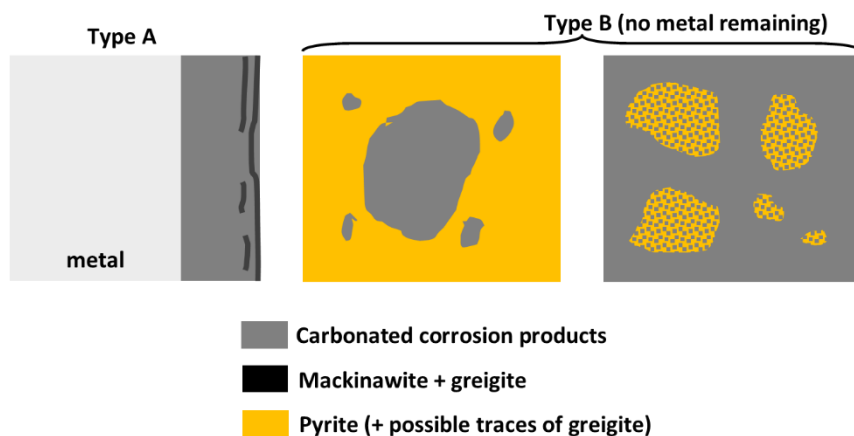 Type B (no metal remaining)
Type A
metal
Carbonated corrosion products
Mackinawite + greigite
Pyrite (+ possible traces of greigite)